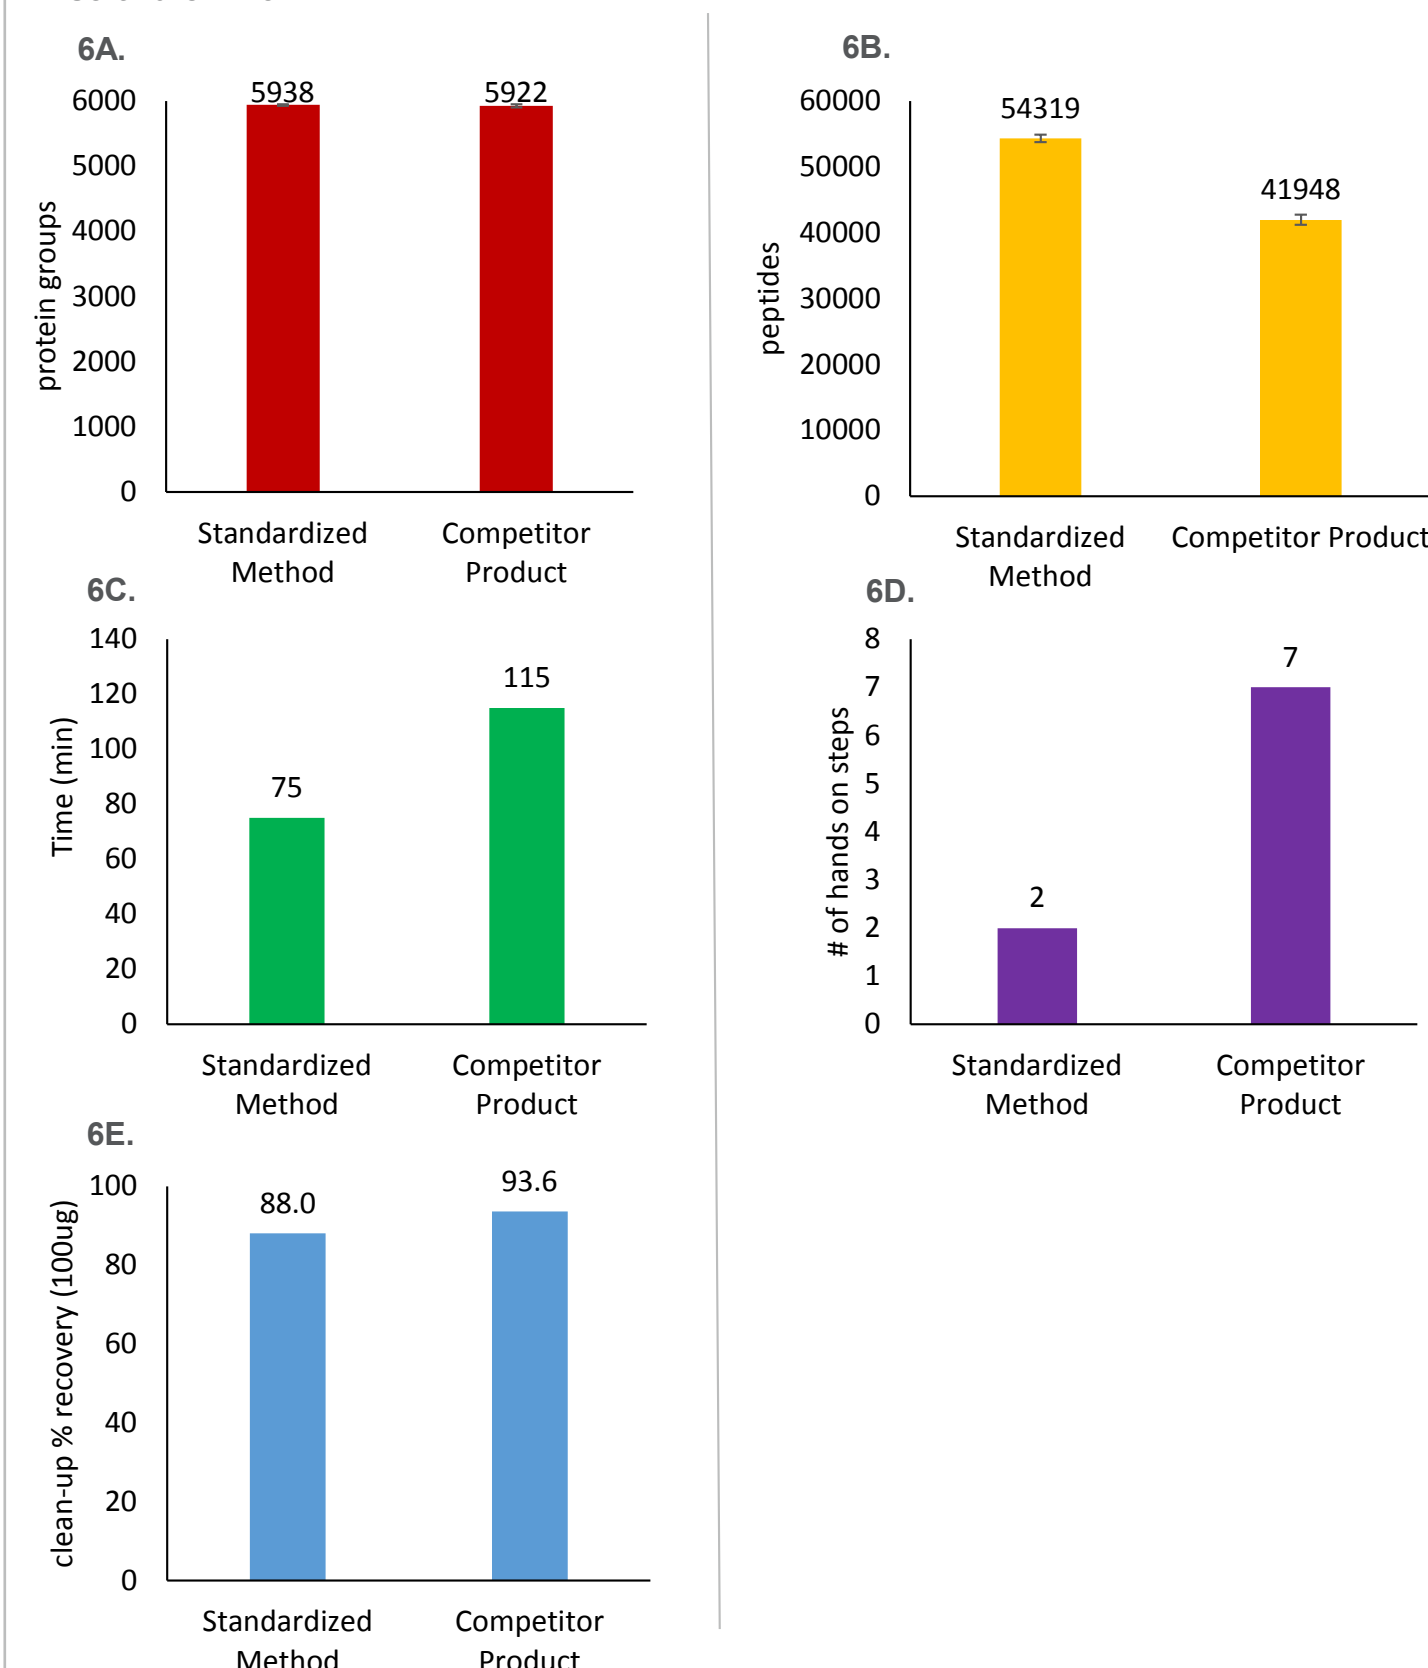 6A.
5938
5922
6000
5000
4000
3000
2000
1000
0
protein groups
Standardized
Method
Competitor
Product
6B.
54319
41948
60000
50000
40000
30000
20000
10000
0
peptides
Standardized
Method
Competitor Product
6C.
140
120
100
80
60
40
20
0
Time (min)
75
115
Standardized
Method
Competitor
Product
6D.
8
7
6
5
4
3
2
1
0
# of hands on steps
2
7
Standardized
Method
Competitor
Product
6E.
100
80
60
40
20
0
clean-up % recovery (100ug)
88.0
93.6
Standardized
Method
Competitor
Product